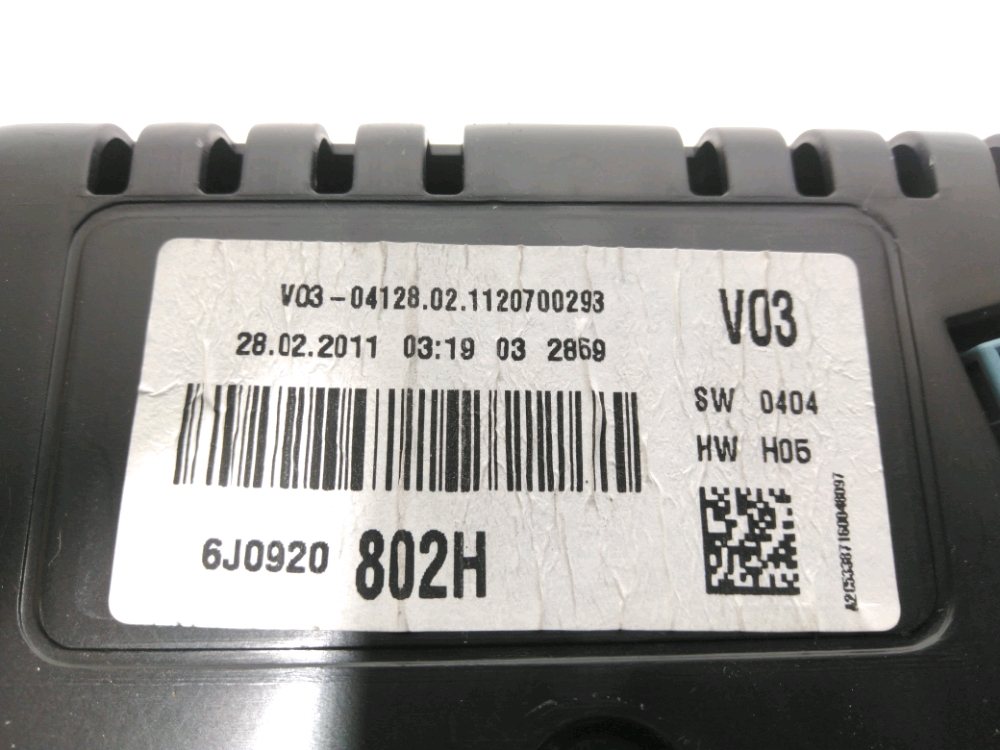 V03-04128.02.1120700293
28.02.2011 03:19 03 2869
V03
SW 0404
HW H05
6J0920 802H
A2C53387160048097